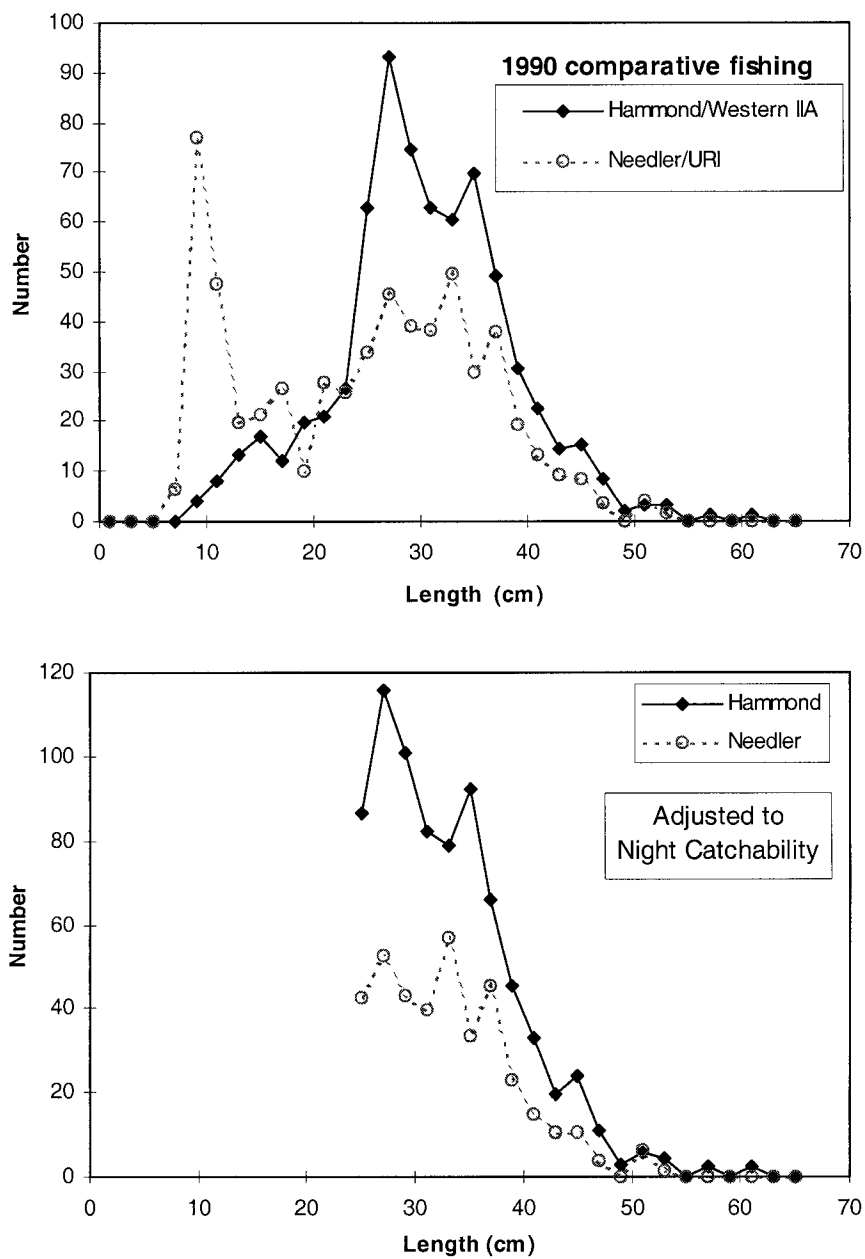 100
90
80
70
60
50
40
30
20
10
0
Number
1990 comparative fishing
Hammond/Western IIA
Needler/URI
0 10 20 30 40 50 60 70
Length (cm)
120
100
80
60
40
20
0
Number
Hammond
Needler
Adjusted to
Night Catchability
0 10 20 30 40 50 60 70
Length (cm)